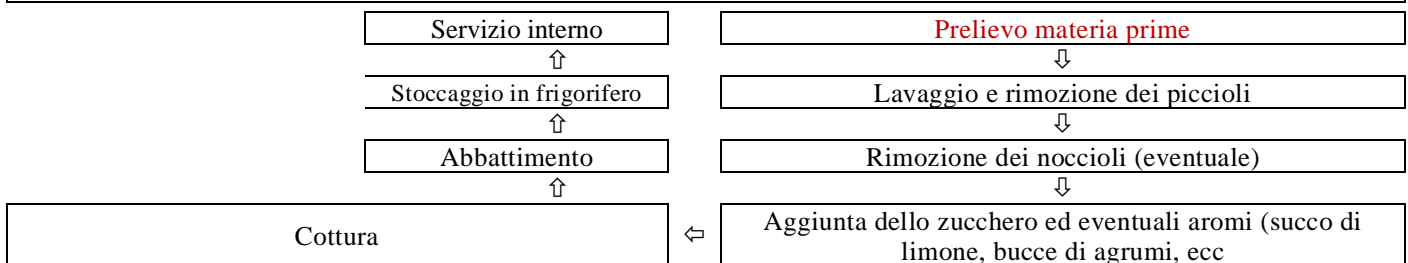 Servizio interno
Prelievo materia prime
Stoccaggio in frigorifero
Lavaggio e rimozione dei piccioli
Abbattimento
Rimozione dei noccioli (eventuale)
Cottura
Aggiunta dello zucchero ed eventuali aromi (succo di
limone, bucce di agrumi, ecc